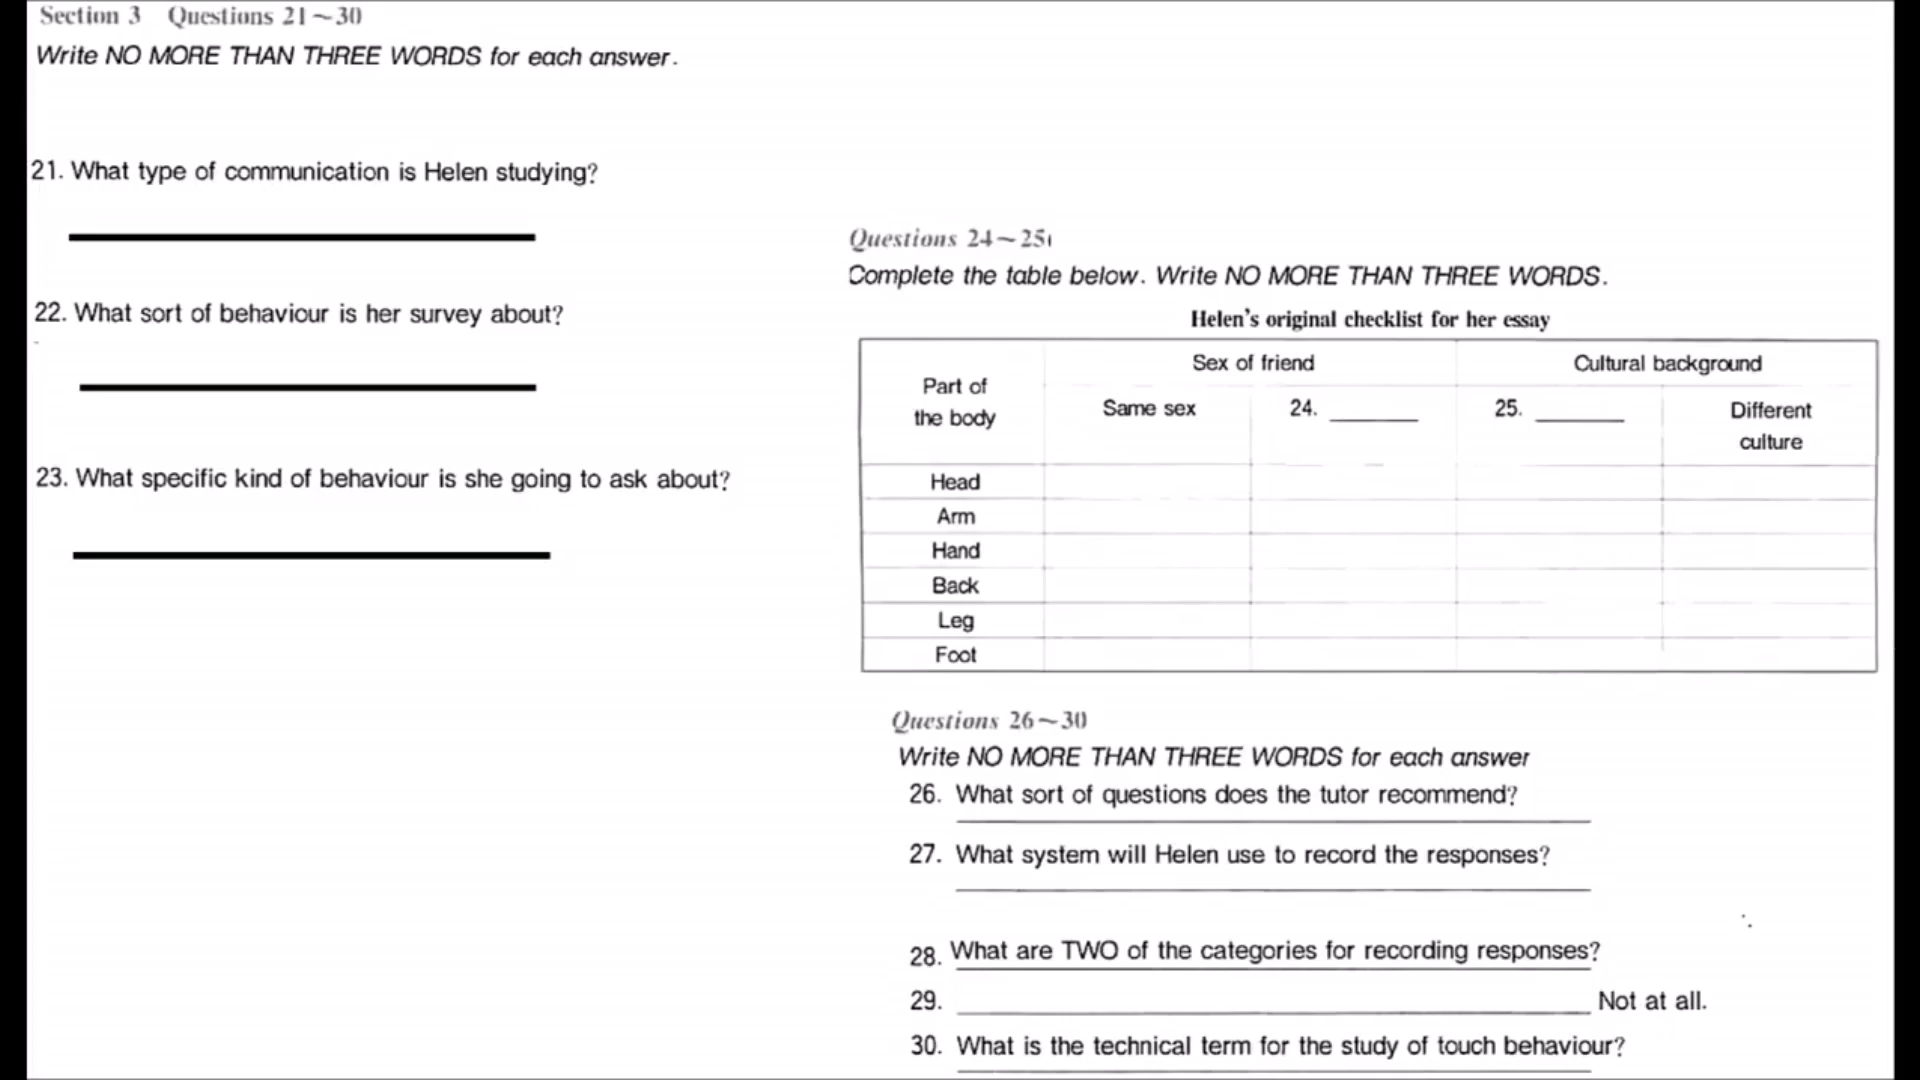 Section 3 Questions 21~30
Write NO MORE THAN THREE WORDS for each answer.
21. What type of communication is Helen studying?
22. What sort of behaviour is her survey about?
23. What specific kind of behaviour is she going to ask about?
Questions 24~25
Complete the table below. Write NO MORE THAN THREE WORDS.
Helen's original checklist for her essay
Part of the body
Sex of friend
Cultural background
Same sex
24. ________
25. ________
Different culture
Head
Arm
Hand
Back
Leg
Foot
Questions 26~30
Write NO MORE THAN THREE WORDS for each answer
26. What sort of questions does the tutor recommend?
27. What system will Helen use to record the responses?
28. What are TWO of the categories for recording responses?
29. ________ Not at all.
30. What is the technical term for the study of touch behaviour?